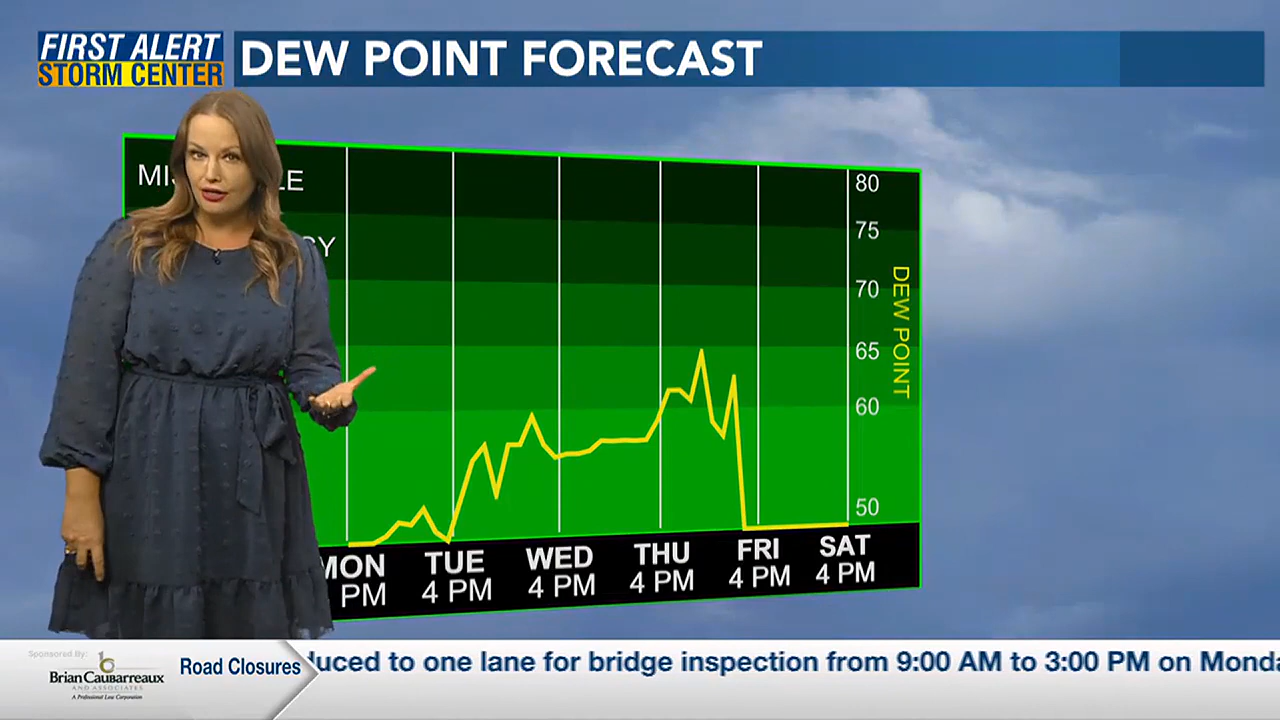 FIRST ALERT
STORM CENTER
DEW POINT FORECAST
80
75
70
65
60
50
DEW POINT
MON
PM
TUE
4 PM
WED
4 PM
THU
4 PM
FRI
4 PM
SAT
4 PM
Sponsored By:
Brian Caubarreaux
AND ASSOCIATES
A Professional Law Corporation
Road Closures
to one lane for bridge inspection from 9:00 AM to 3:00 PM on